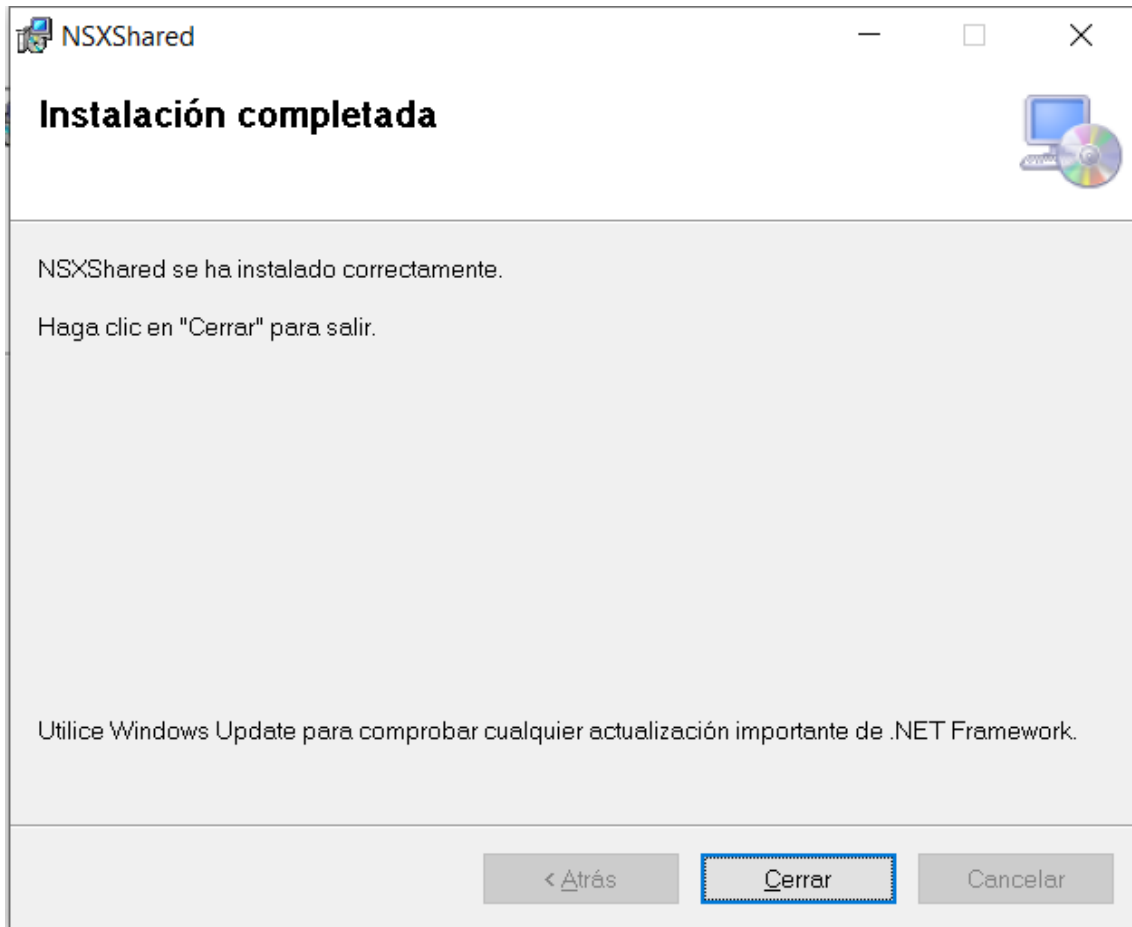 NSXShared
Instalación completada
NSXShared se ha instalado correctamente.
Haga clic en "Cerrar" para salir.
Utilice Windows Update para comprobar cualquier actualización importante de .NET Framework.
< Atrás
Cerrar
Cancelar